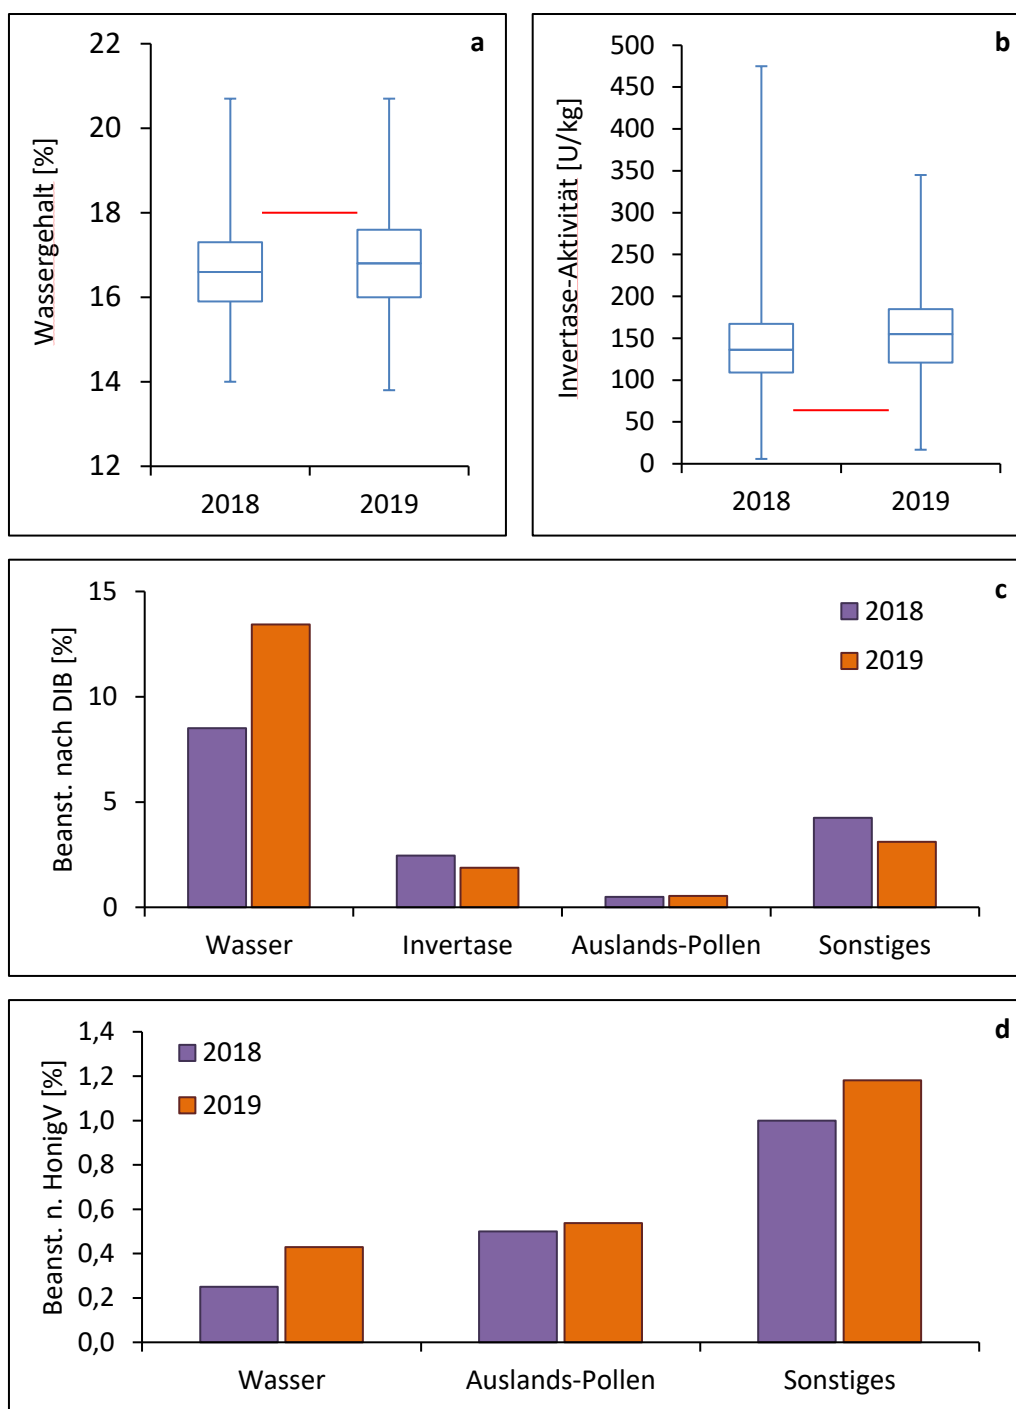 a
Wassergehalt [%]
22
20
18
16
14
12
2018
2019
b
Invertase-Aktivität [U/kg]
500
450
400
350
300
250
200
150
100
50
0
2018
2019
c
Beanst. nach DIB [%]
15
10
5
0
2018
2019
Wasser
Invertase
Auslands-Pollen
Sonstiges
d
Beanst. n. HonigV [%]
1,4
1,2
1,0
0,8
0,6
0,4
0,2
0,0
2018
2019
Wasser
Auslands-Pollen
Sonstiges